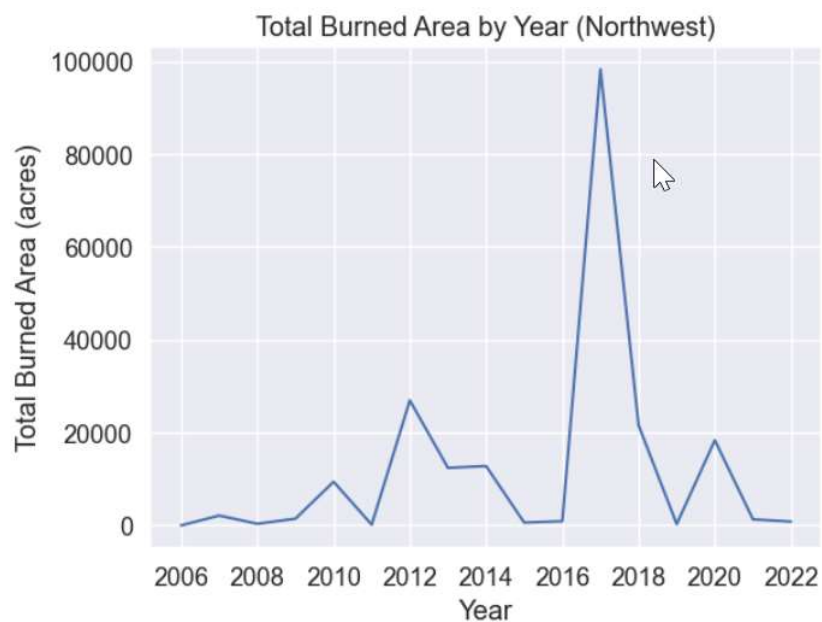 Total Burned Area by Year (Northwest)
Total Burned Area (acres)
100000
80000
60000
40000
20000
0
2006 2008 2010 2012 2014 2016 2018 2020 2022
Year